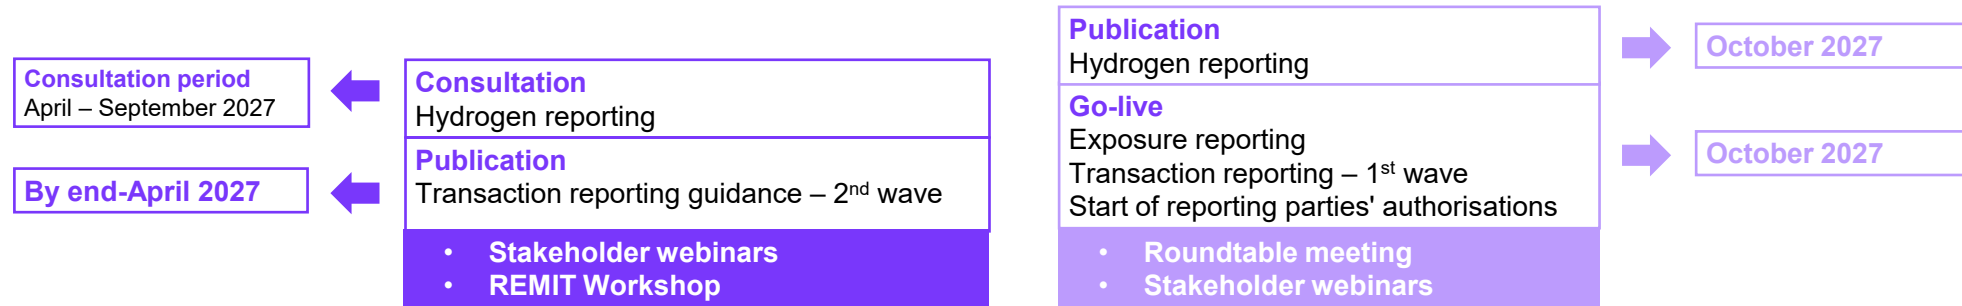 Consultation period
April – September 2027
By end-April 2027
Consultation
Hydrogen reporting
Publication
Transaction reporting guidance – 2nd wave
• Stakeholder webinars
• REMIT Workshop
Publication
Hydrogen reporting
Go-live
Exposure reporting
Transaction reporting – 1st wave
Start of reporting parties' authorisations
• Roundtable meeting
• Stakeholder webinars
October 2027
October 2027